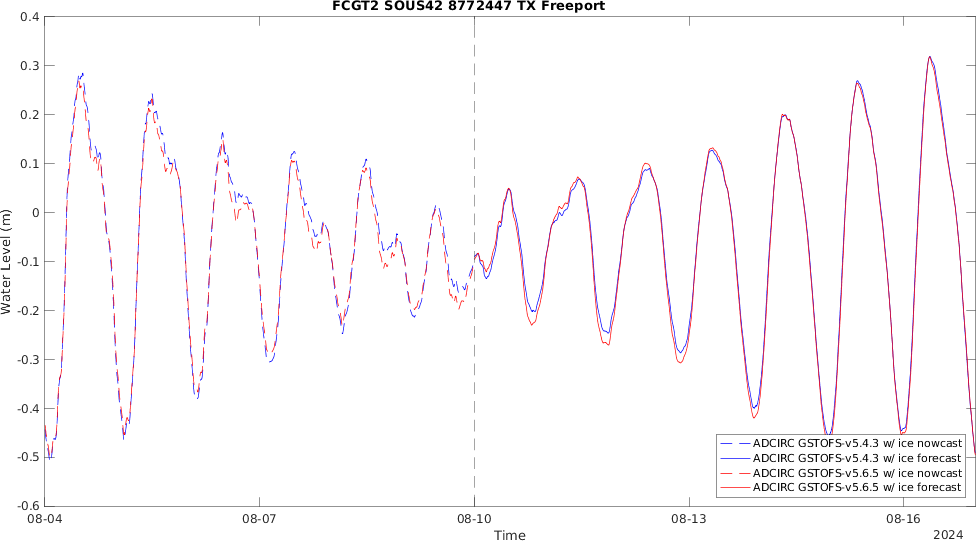 FCGT2 SOUS42 8772447 TX Freeport
0.4
0.3
0.2
0.1
0
-0.1
-0.2
-0.3
-0.4
-0.5
-0.6
Water Level (m)
ADCIRC GSTOFS-v5.4.3 w/ ice nowcast
ADCIRC GSTOFS-v5.4.3 w/ ice forecast
ADCIRC GSTOFS-v5.6.5 w/ ice nowcast
ADCIRC GSTOFS-v5.6.5 w/ ice forecast
08-04 08-07 08-10 08-13 08-16
Time
2024